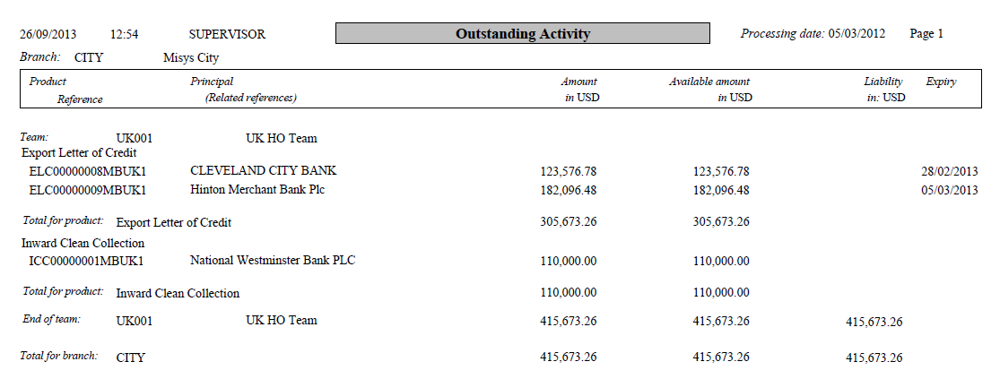 26/09/2013 12:54 SUPERVISOR Outstanding Activity Processing date: 05/03/2012 Page 1
Branch: CITY Misys City
Product Principal Amount Available amount Liability Expiry
Reference (Related references) in USD in USD in: USD
Team: UK001 UK HO Team
Export Letter of Credit
ELC00000008MBUK1 CLEVELAND CITY BANK 123,576.78 123,576.78 28/02/2013
ELC00000009MBUK1 Hinton Merchant Bank Plc 182,096.48 182,096.48 05/03/2013
Total for product: Export Letter of Credit 305,673.26 305,673.26
Inward Clean Collection
ICC00000001MBUK1 National Westminster Bank PLC 110,000.00 110,000.00
Total for product: Inward Clean Collection 110,000.00 110,000.00
End of team: UK001 UK HO Team 415,673.26 415,673.26 415,673.26
Total for branch: CITY 415,673.26 415,673.26 415,673.26